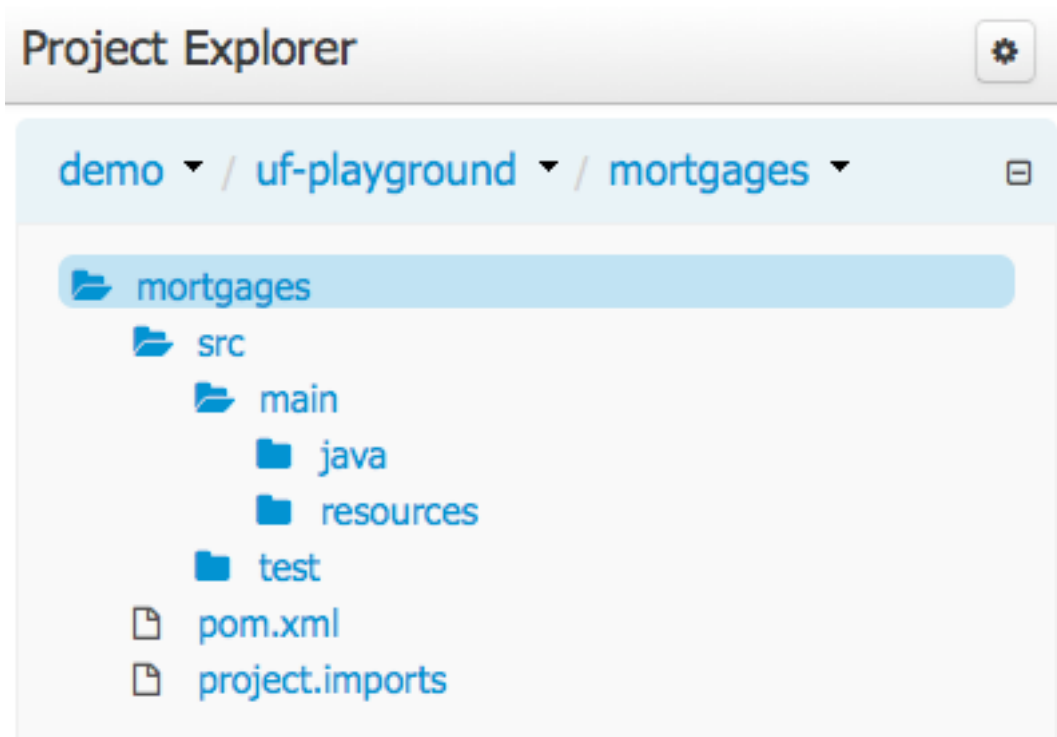 Project Explorer
demo / uf-playground / mortgages
mortgages
src
main
java
resources
test
pom.xml
project.imports